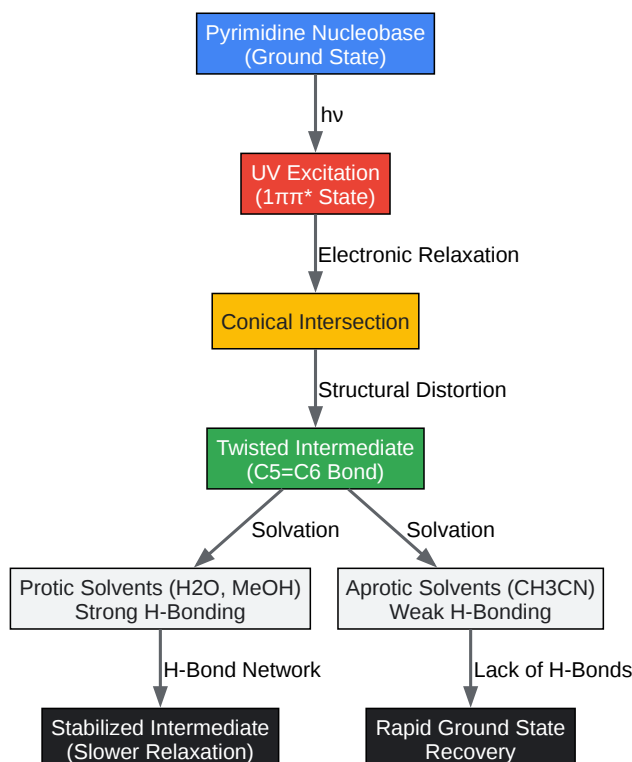 Pyrimidine Nucleobase
(Ground State)
hν
UV Excitation
(1ππ* State)
Electronic Relaxation
Conical Intersection
Structural Distortion
Twisted Intermediate
(C5=C6 Bond)
Solvation
Solvation
Protic Solvents (H2O, MeOH)
Strong H-Bonding
Aprotic Solvents (CH3CN)
Weak H-Bonding
H-Bond Network
Lack of H-Bonds
Stabilized Intermediate
(Slower Relaxation)
Rapid Ground State
Recovery